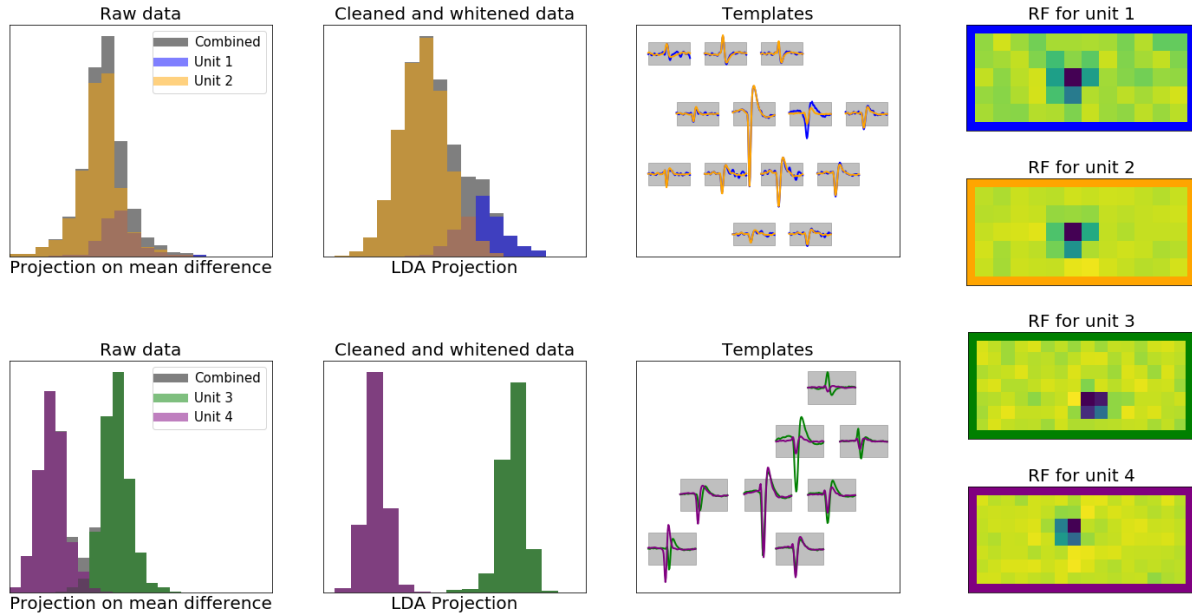 Raw data
Cleaned and whitened data
Templates
RF for unit 1
Combined
Unit 1
Unit 2
RF for unit 2
Projection on mean difference
LDA Projection
RF for unit 3
Raw data
Cleaned and whitened data
Templates
Combined
Unit 3
Unit 4
RF for unit 4
Projection on mean difference
LDA Projection